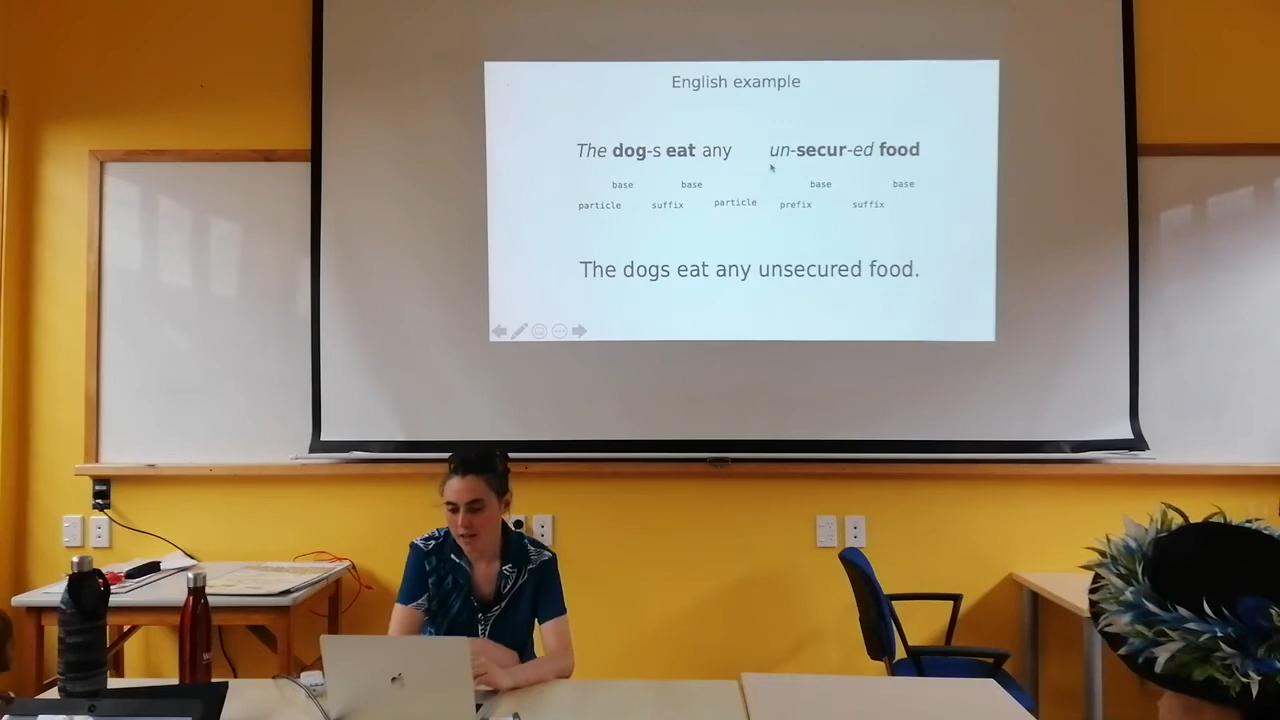 English example
The dog-s eat any un-secur-ed food
base base base base
particle suffix particle prefix suffix
The dogs eat any unsecured food.